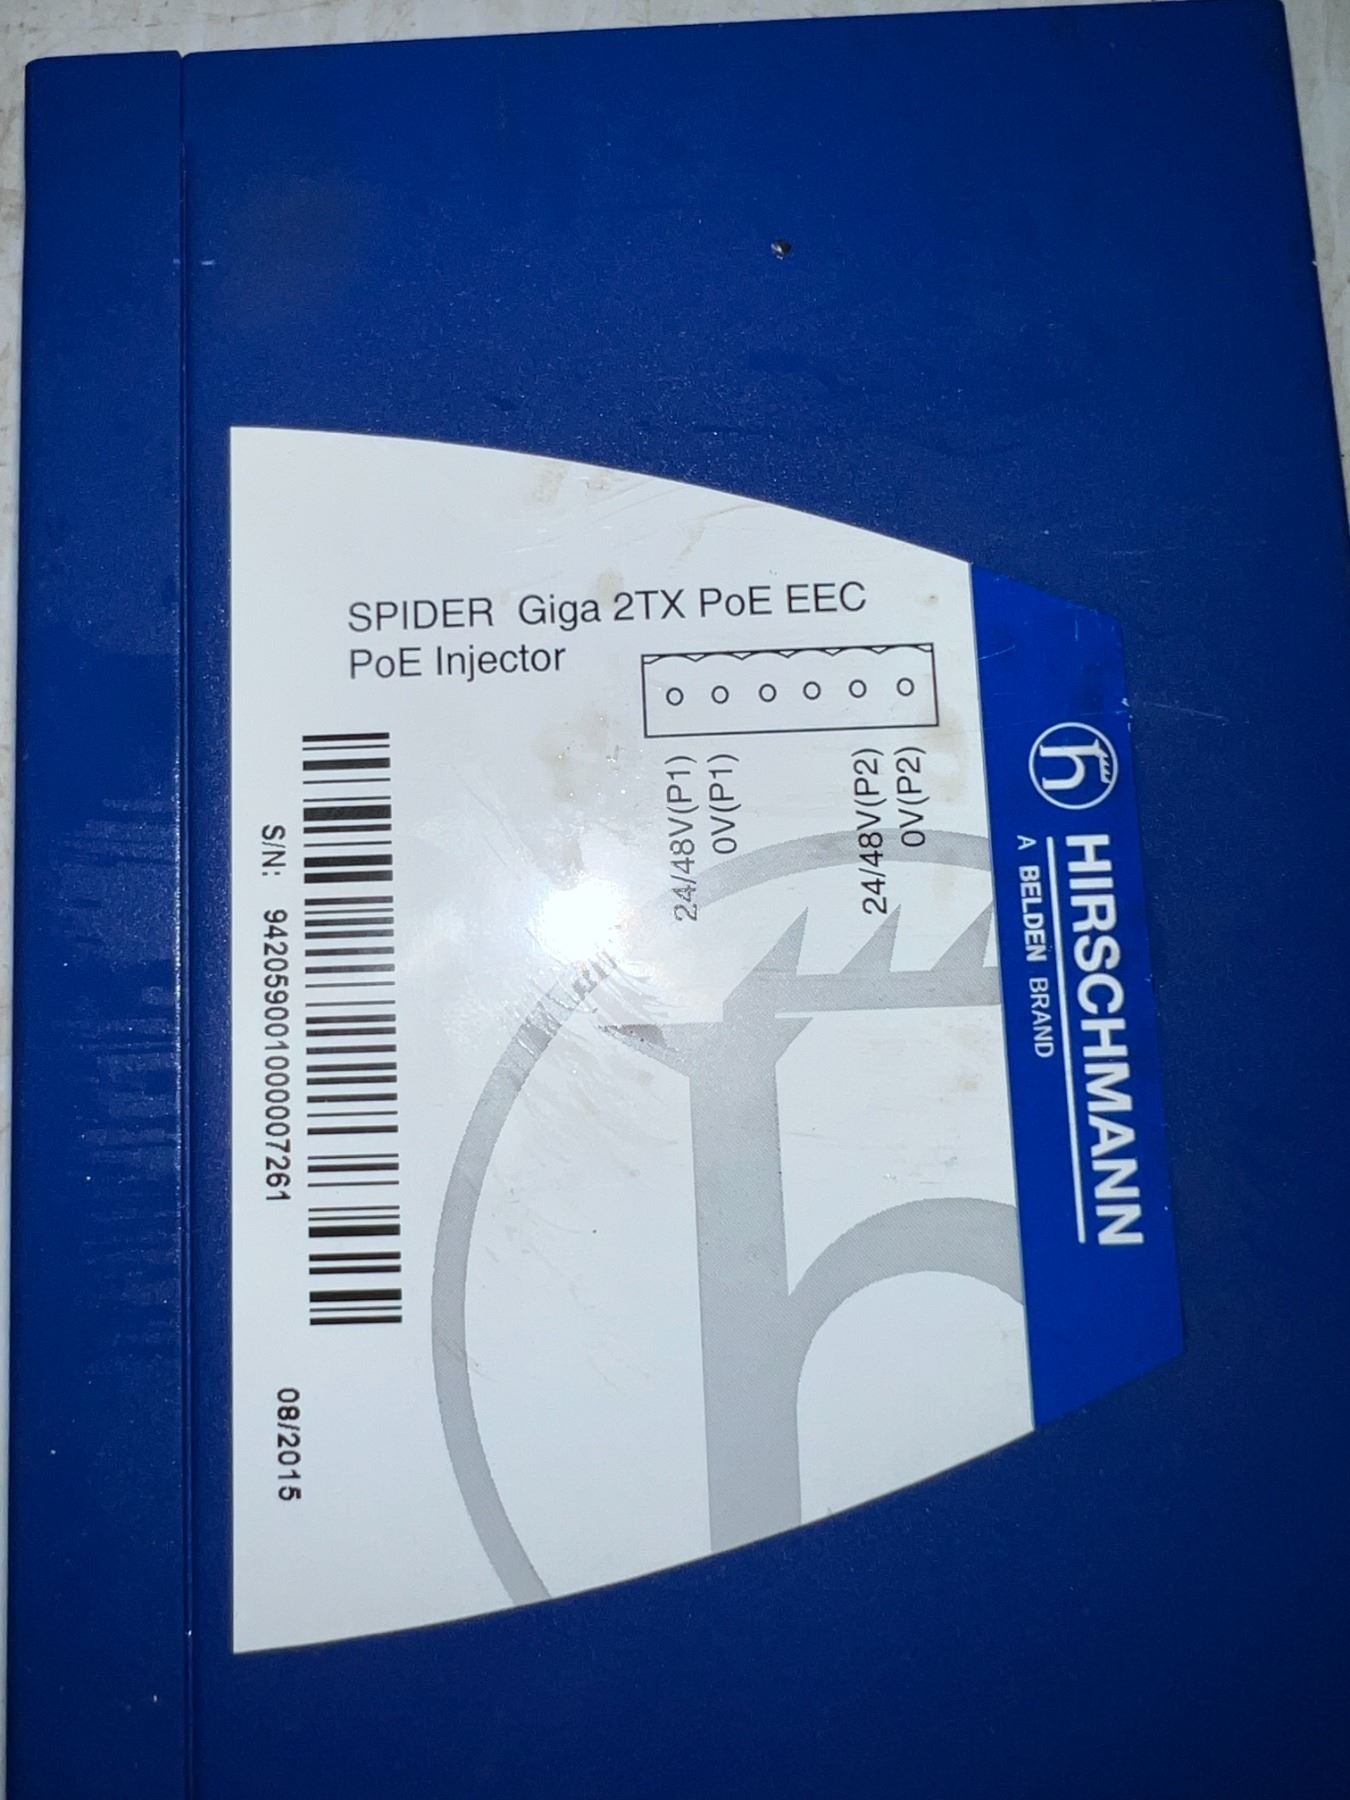 SPIDER Giga 2TX PoE EEC
PoE Injector
24/48V(P1)
0V(P1)
24/48V(P2)
0V(P2)
S/N: 942059001000007261
08/2015
HIRSCHMANN
A BELDEN BRAND